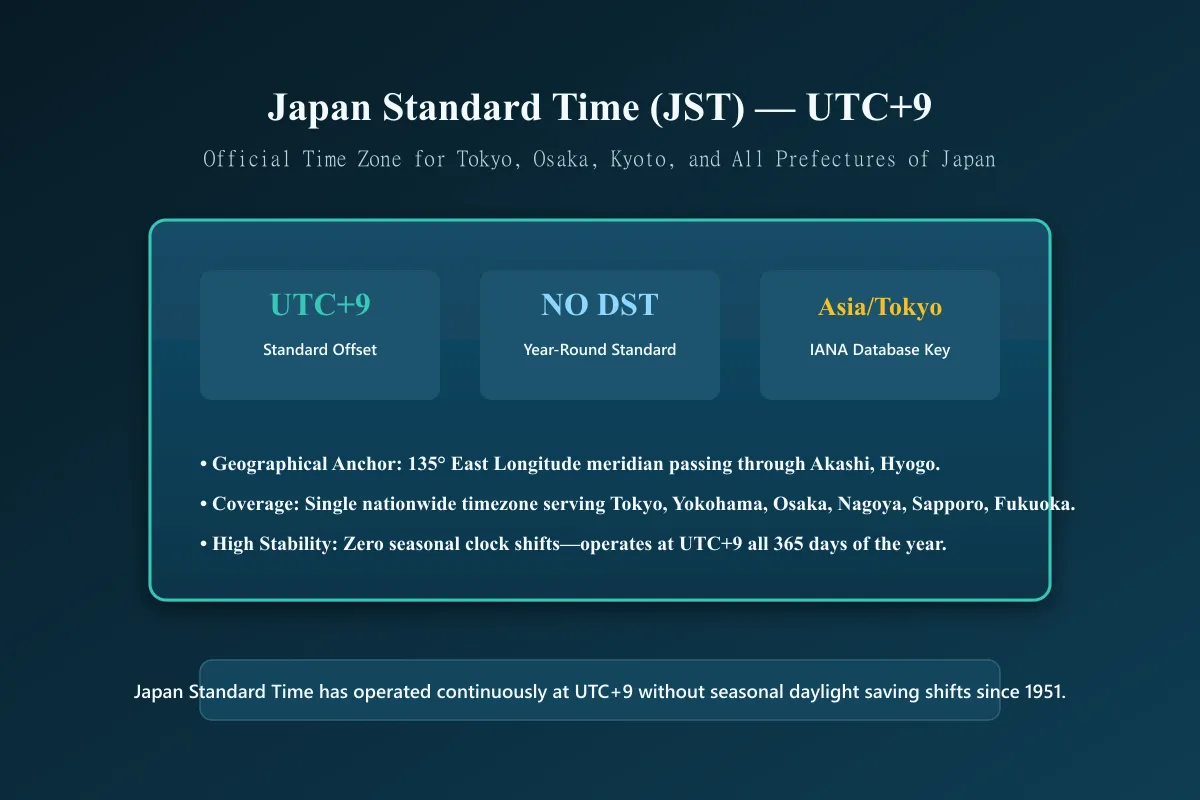 Japan Standard Time (JST) — UTC+9
Official Time Zone for Tokyo, Osaka, Kyoto, and All Prefectures of Japan
UTC+9
Standard Offset
NO DST
Year-Round Standard
Asia/Tokyo
IANA Database Key
• Geographical Anchor: 135° East Longitude meridian passing through Akashi, Hyogo.
• Coverage: Single nationwide timezone serving Tokyo, Yokohama, Osaka, Nagoya, Sapporo, Fukuoka.
• High Stability: Zero seasonal clock shifts—operates at UTC+9 all 365 days of the year.
Japan Standard Time has operated continuously at UTC+9 without seasonal daylight saving shifts since 1951.